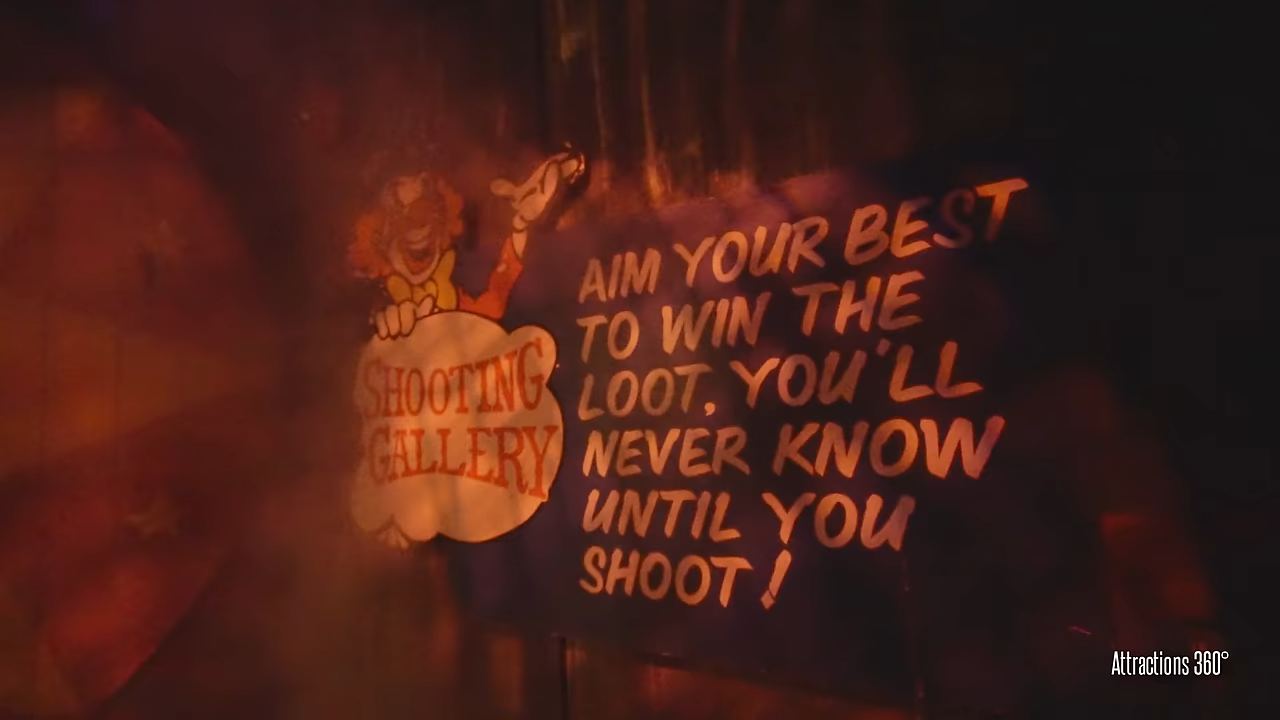 SHOOTING
GALLERY
AIM YOUR BEST
TO WIN THE
LOOT, YOU'LL
NEVER KNOW
UNTIL YOU
SHOOT!
Attractions 360°